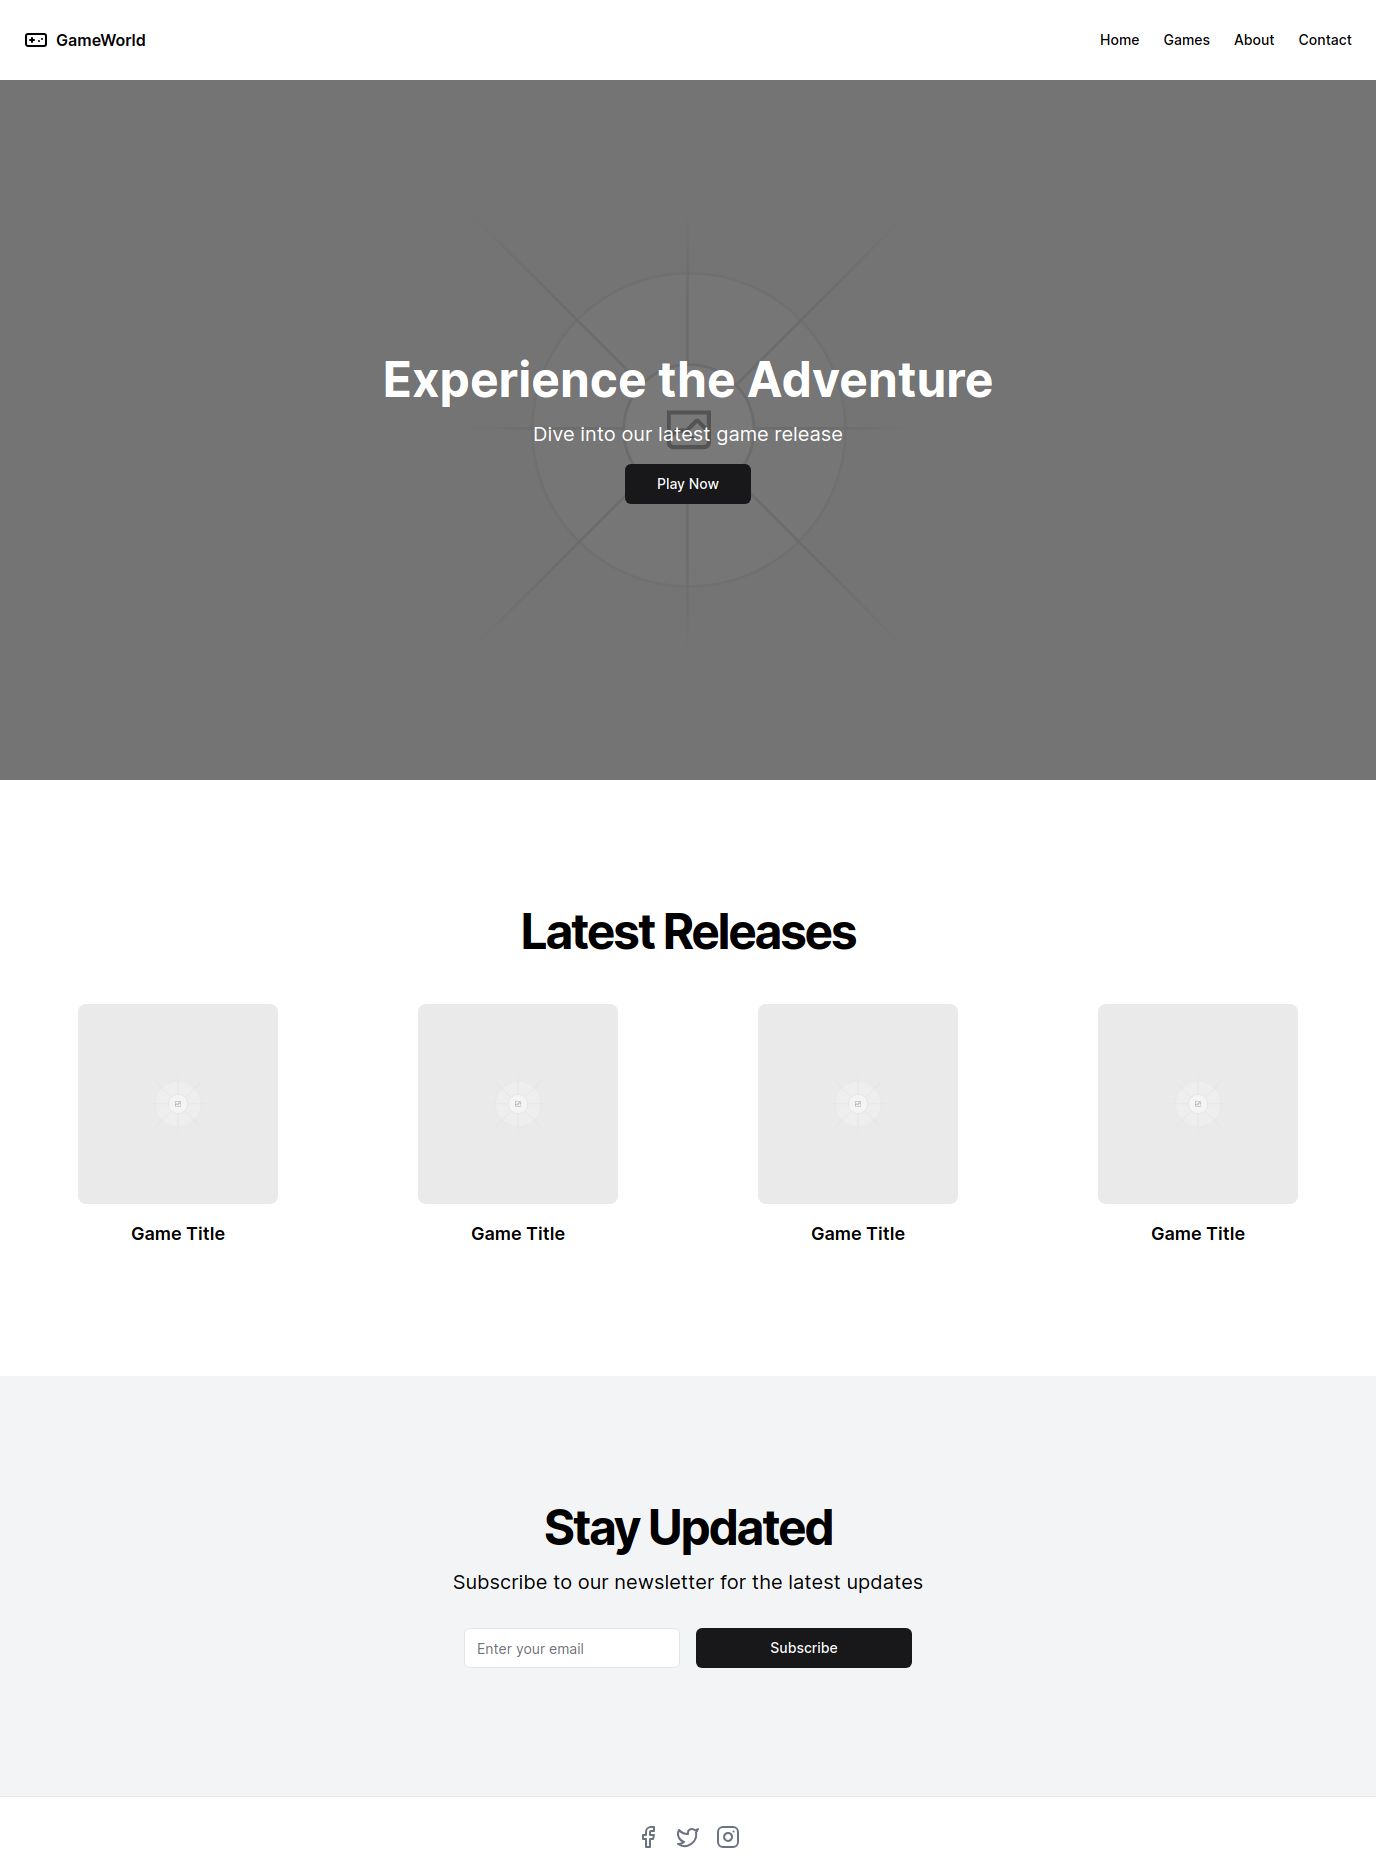 GameWorld
Home
Games
About
Contact
Experience the Adventure
Dive into our latest game release
Play Now
Latest Releases
Game Title
Game Title
Game Title
Game Title
Stay Updated
Subscribe to our newsletter for the latest updates
Enter your email
Subscribe